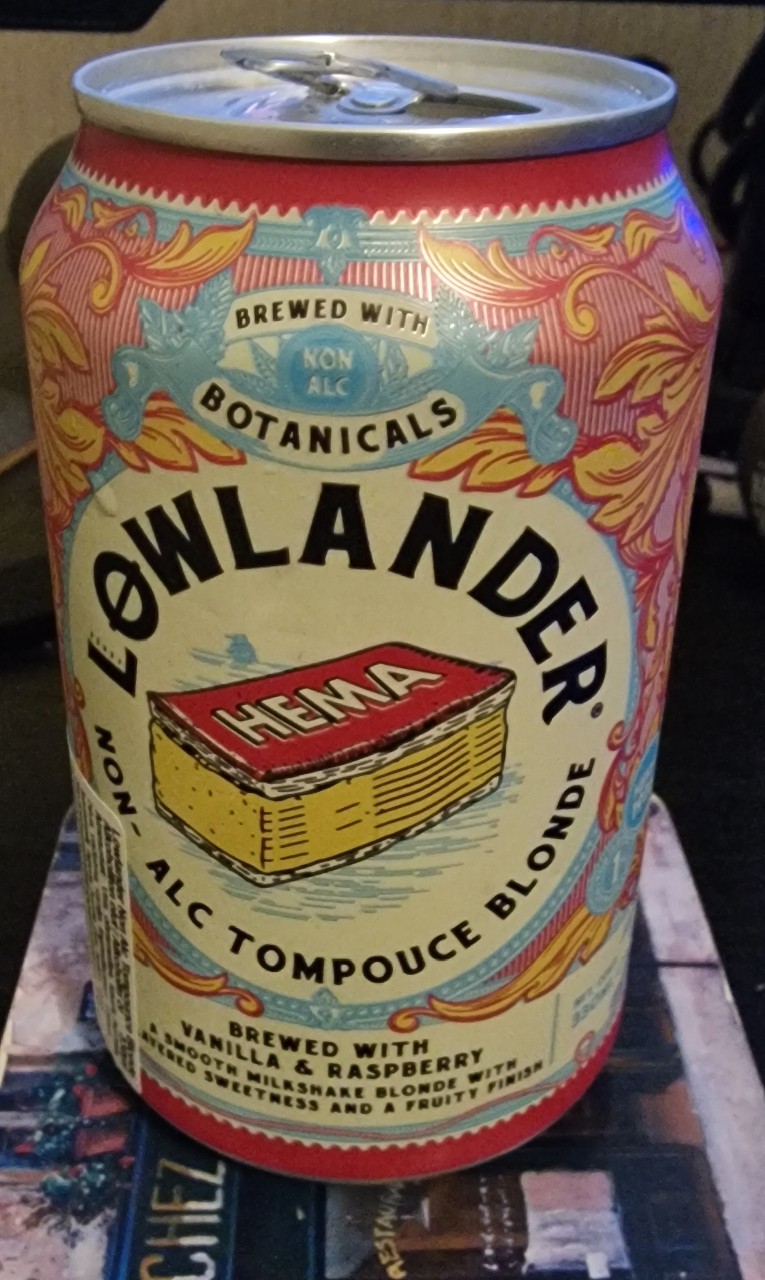 BREWED WITH
NON
ALC
BOTANICALS
LØWLANDER®
HEMA
NON-ALC TOMPOUCE BLONDE
BREWED WITH
VANILLA & RASPBERRY
A SMOOTH MILKSHAKE BLONDE WITH
SWEETNESS AND A FRUITY FINISH
CHEZ